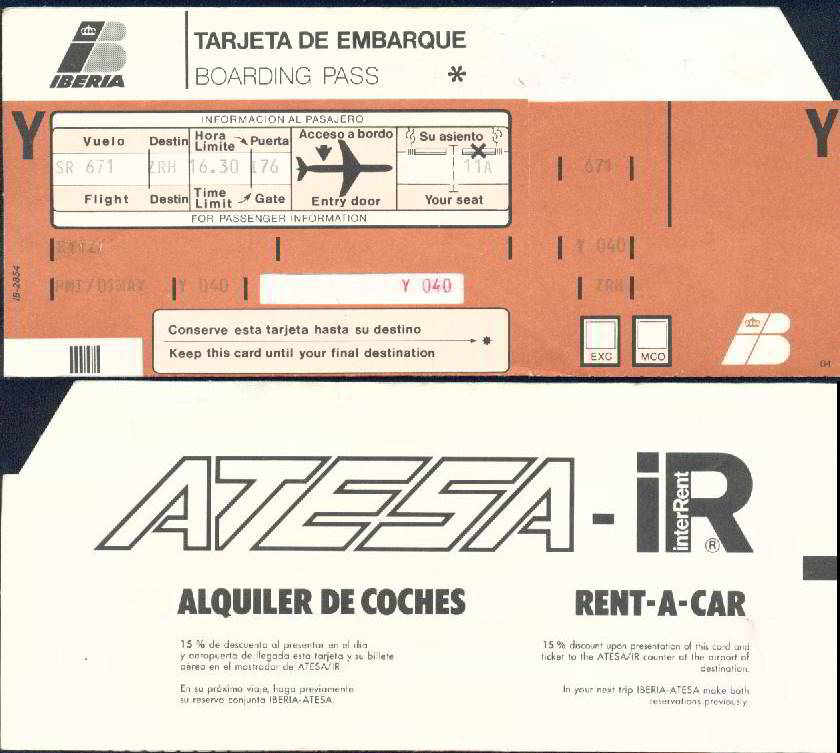 IBERIA
TARJETA DE EMBARQUE
BOARDING PASS *
Y
Y
INFORMACION AL PASAJERO
Vuelo Destin Hora Límite Puerta Acceso a bordo Su asiento
SR 671 ZRH 16.30 176 11A
671
Flight Destin Time Limit Gate Entry door Your seat
FOR PASSENGER INFORMATION
Y 040
Y 040 Y 040 ZRH
IB-2854
Conserve esta tarjeta hasta su destino
Keep this card until your final destination *
EXC MCO
04
ATESA - iR
interRent ®
ALQUILER DE COCHES
RENT-A-CAR
15 % de descuento al presentar en el día
y aeropuerto de llegada esta tarjeta y su billete
aéreo en el mostrador de ATESA/IR.
En su próximo viaje, haga previamente
su reserva conjunta IBERIA-ATESA.
15 % discount upon presentation of this card and
ticket to the ATESA/IR counter at the airport of
destination.
In your next trip IBERIA-ATESA make both
reservations previously.